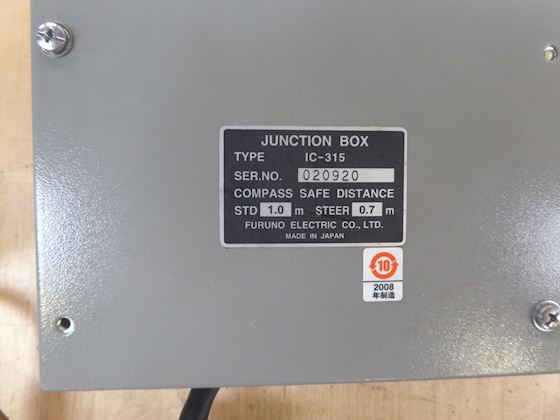 JUNCTION BOX
TYPE IC-315
SER.NO. 020920
COMPASS SAFE DISTANCE
STD 1.0 m STEER 0.7 m
FURUNO ELECTRIC CO., LTD.
MADE IN JAPAN
10
2008
年制造